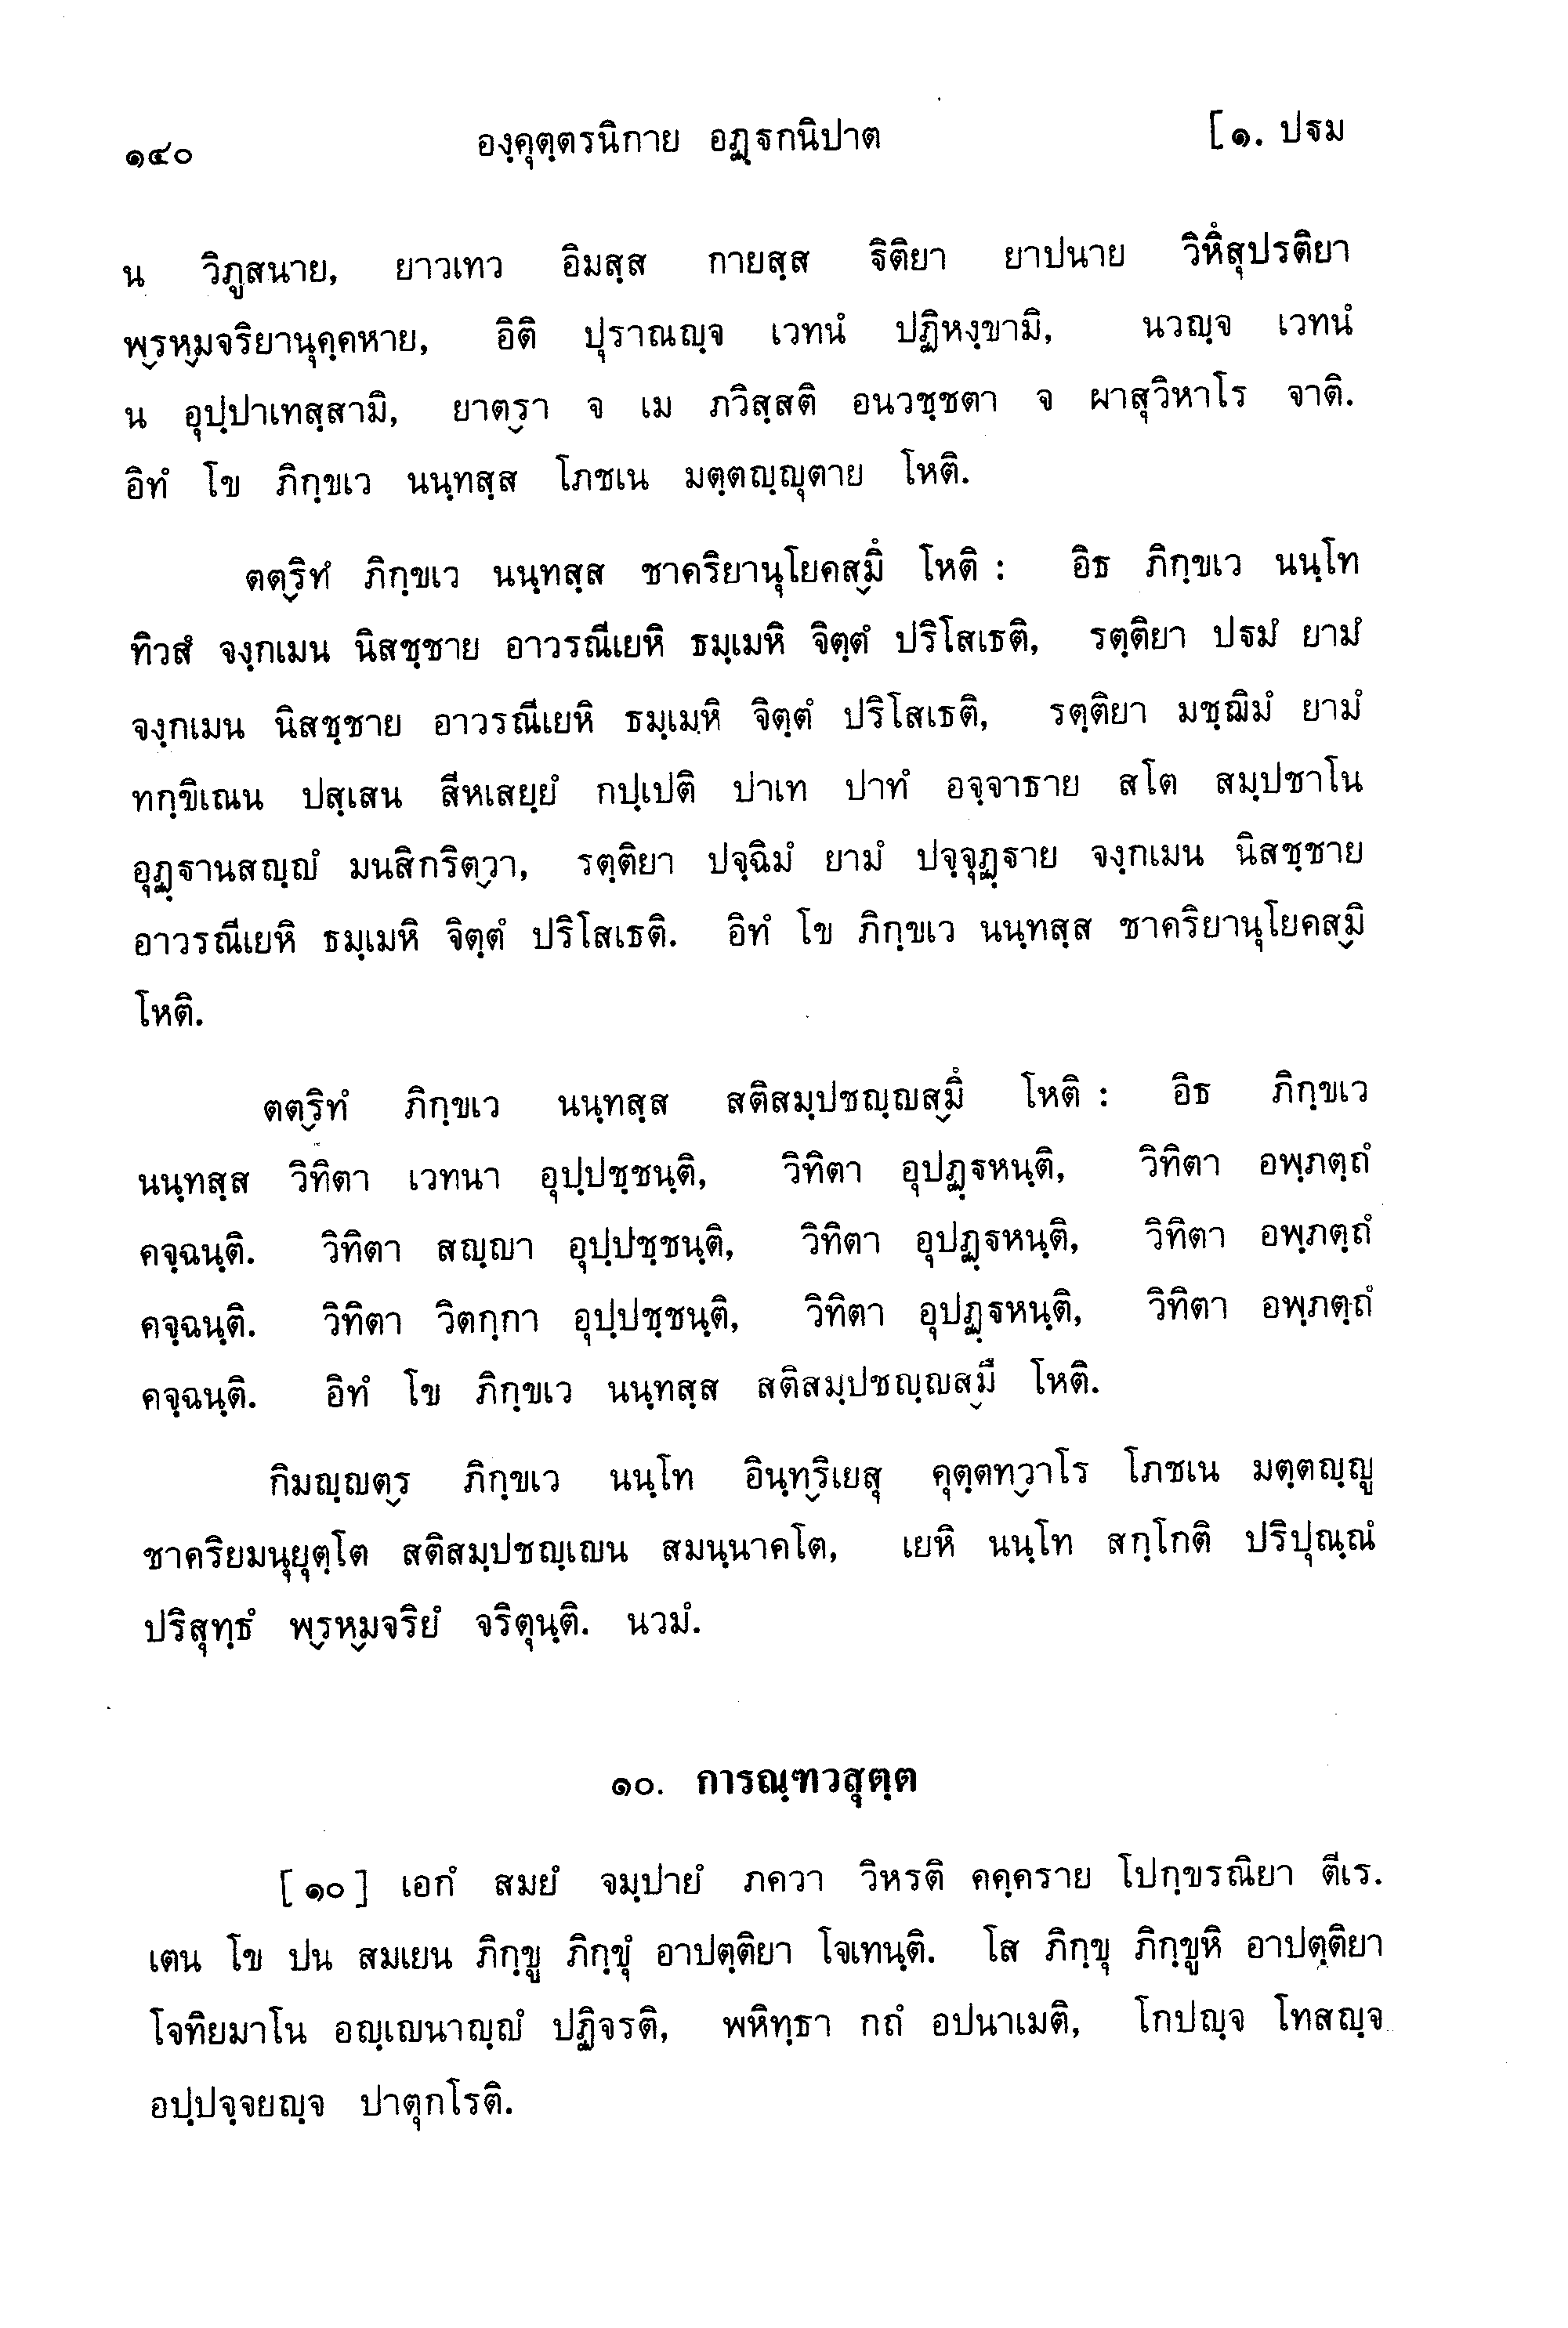 ๑๔๐ องฺคุตฺตรนิกาย อฏฺฐกนิปาต [๑. ปฐม
น วิภูสนาย, ยาวเทว อิมสฺส กายสฺส ฐิติยา ยาปนาย วิหึสุปรติยา
พฺรหฺมจริยานุคฺคหาย, อิติ ปุราณญฺจ เวทนํ ปฏิหงฺขามิ, นวญฺจ เวทนํ
น อุปฺปาเทสฺสามิ, ยาตฺรา จ เม ภวิสฺสติ อนวชฺชตา จ ผาสุวิหาโร จาติ.
อิทํ โข ภิกฺขเว นนฺทสฺส โภชเน มตฺตญฺญุตาย โหติ.
ตตฺริทํ ภิกฺขเว นนฺทสฺส ชาคริยานุโยคสฺมึ โหติ : อิธ ภิกฺขเว นนฺโท
ทิวสํ จงฺกเมน นิสชฺชาย อาวรณีเยหิ ธมฺเมหิ จิตฺตํ ปริโสเธติ, รตฺติยา ปฐมํ ยามํ
จงฺกเมน นิสชฺชาย อาวรณีเยหิ ธมฺเมหิ จิตฺตํ ปริโสเธติ, รตฺติยา มชฺฌิมํ ยามํ
ทกฺขิเณน ปสฺเสน สีหเสยฺยํ กปฺเปติ ปาเท ปาทํ อจฺจาธาย สโต สมฺปชาโน
อุฏฺฐานสญฺญํ มนสิกริตฺวา, รตฺติยา ปจฺฉิมํ ยามํ ปจฺจุฏฺฐาย จงฺกเมน นิสชฺชาย
อาวรณีเยหิ ธมฺเมหิ จิตฺตํ ปริโสเธติ. อิทํ โข ภิกฺขเว นนฺทสฺส ชาคริยานุโยคสฺมิ
โหติ.
ตตฺริทํ ภิกฺขเว นนฺทสฺส สติสมฺปชญฺญสฺมึ โหติ : อิธ ภิกฺขเว
นนฺทสฺส วิทิตา เวทนา อุปฺปชฺชนฺติ, วิทิตา อุปฏฺฐหนฺติ, วิทิตา อพฺภตฺถํ
คจฺฉนฺติ. วิทิตา สญฺญา อุปฺปชฺชนฺติ, วิทิตา อุปฏฺฐหนฺติ, วิทิตา อพฺภตฺถํ
คจฺฉนฺติ. วิทิตา วิตกฺกา อุปฺปชฺชนฺติ, วิทิตา อุปฏฺฐหนฺติ, วิทิตา อพฺภตฺถํ
คจฺฉนฺติ. อิทํ โข ภิกฺขเว นนฺทสฺส สติสมฺปชญฺญสฺมึ โหติ.
กิมญฺญตฺร ภิกฺขเว นนฺโท อินฺทฺริเยสุ คุตฺตทฺวาโร โภชเน มตฺตญฺญู
ชาคริยมนุยุตฺโต สติสมฺปชญฺเญน สมนฺนาคโต, เยหิ นนฺโท สกฺโกติ ปริปุณฺณํ
ปริสุทฺธํ พฺรหฺมจริยํ จริตุนฺติ. นวมํ.
๑๐. การณฺฑวสุตฺต
[๑๐] เอกํ สมยํ จมฺปายํ ภควา วิหรติ คคฺคราย โปกฺขรณิยา ตีเร.
เตน โข ปน สมเยน ภิกฺขู ภิกฺขุํ อาปตฺติยา โจเทนฺติ. โส ภิกฺขุ ภิกฺขูหิ อาปตฺติยา
โจทิยมาโน อญฺเญนาญฺญํ ปฏิจรติ, พหิทฺธา กถํ อปนาเมติ, โกปญฺจ โทสญฺจ
อปฺปจฺจยญฺจ ปาตุกโรติ.